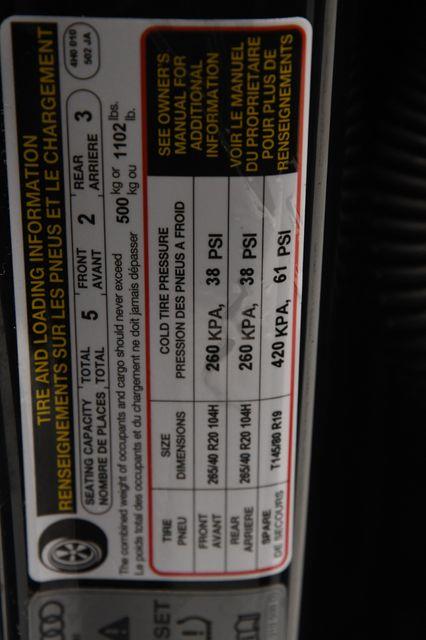 TIRE AND LOADING INFORMATION
RENSEIGNEMENTS SUR LES PNEUS ET LE CHARGEMENT
4H0 010
502 JA
SEATING CAPACITY TOTAL 5 FRONT 2 REAR 3
NOMBRE DE PLACES TOTAL AVANT ARRIERE
The combined weight of occupants and cargo should never exceed 500 kg or 1102 lbs.
Le poids total des occupants et du chargement ne doit jamais dépasser kg ou lb.
TIRE SIZE COLD TIRE PRESSURE SEE OWNER'S
PNEU DIMENSIONS PRESSION DES PNEUS A FROID MANUAL FOR
ADDITIONAL
INFORMATION
FRONT 265/40 R20 104H 260 KPA, 38 PSI
AVANT
REAR 265/40 R20 104H 260 KPA, 38 PSI VOIR LE MANUEL
ARRIERE DU PROPRIETAIRE
SPARE T145/80 R19 420 KPA, 61 PSI POUR PLUS DE
DE SECOURS RENSEIGNEMENTS
SET